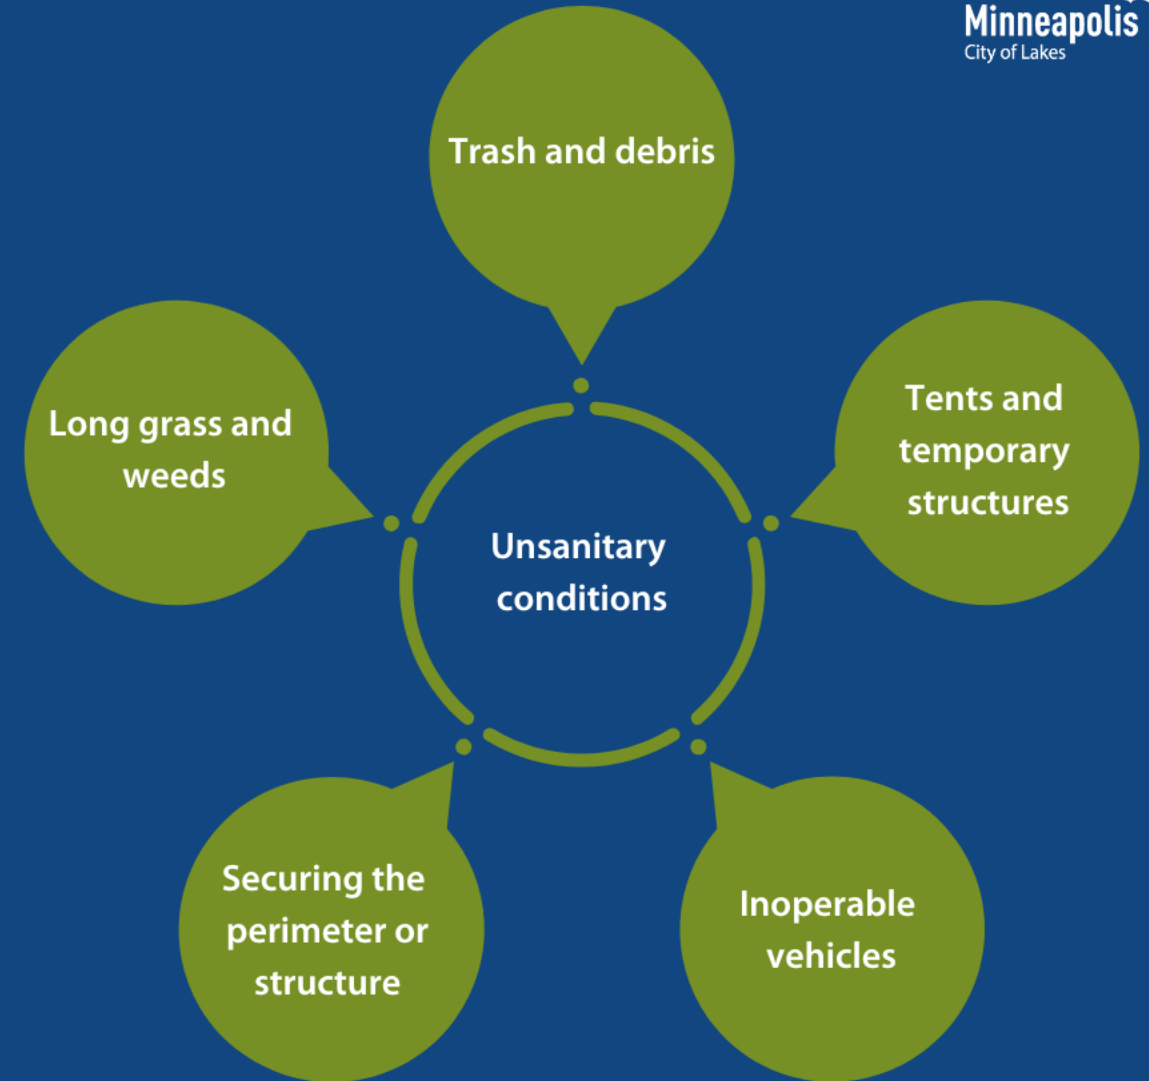 Minneapolis
City of Lakes
Trash and debris
Long grass and
weeds
Tents and
temporary
structures
Unsanitary
conditions
Securing the
perimeter or
structure
Inoperable
vehicles